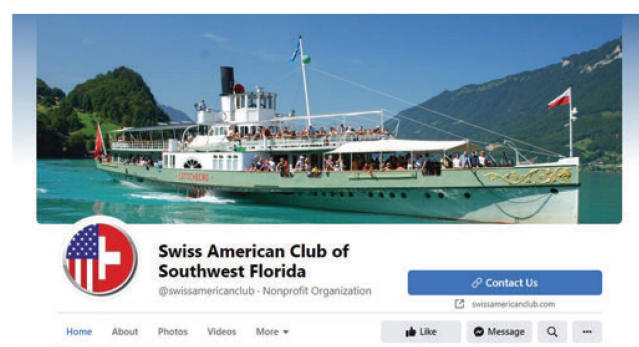 LÖTSCHBERG
Swiss American Club of
Southwest Florida
@swissamericanclub · Nonprofit Organization
Contact Us
swissamericanclub.com
Home About Photos Videos More
Like Message